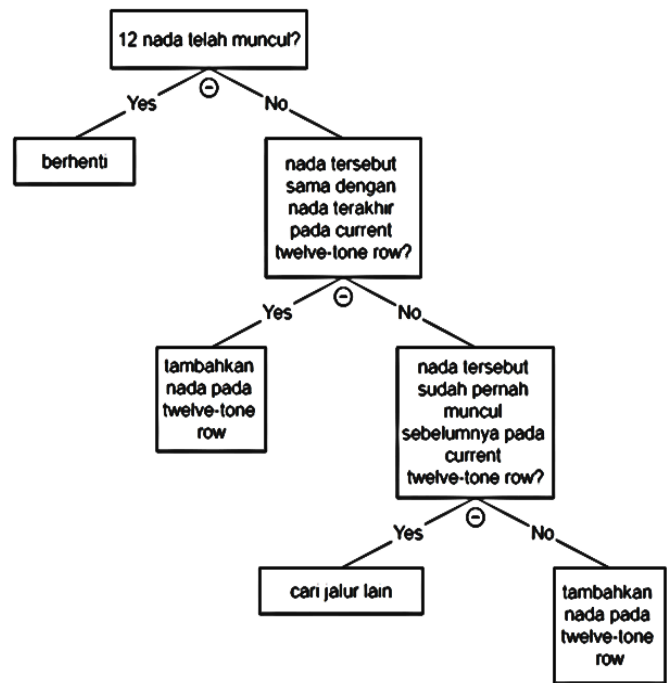 12 nada telah muncul?
Yes
No
berhenti
nada tersebut
sama dengan
nada terakhir
pada current
twelve-tone row?
Yes
No
tambahkan
nada pada
twelve-tone
row
nada tersebut
sudah pernah
muncul
sebelumnya pada
current
twelve-tone row?
Yes
No
cari jalur lain
tambahkan
nada pada
twelve-tone
row